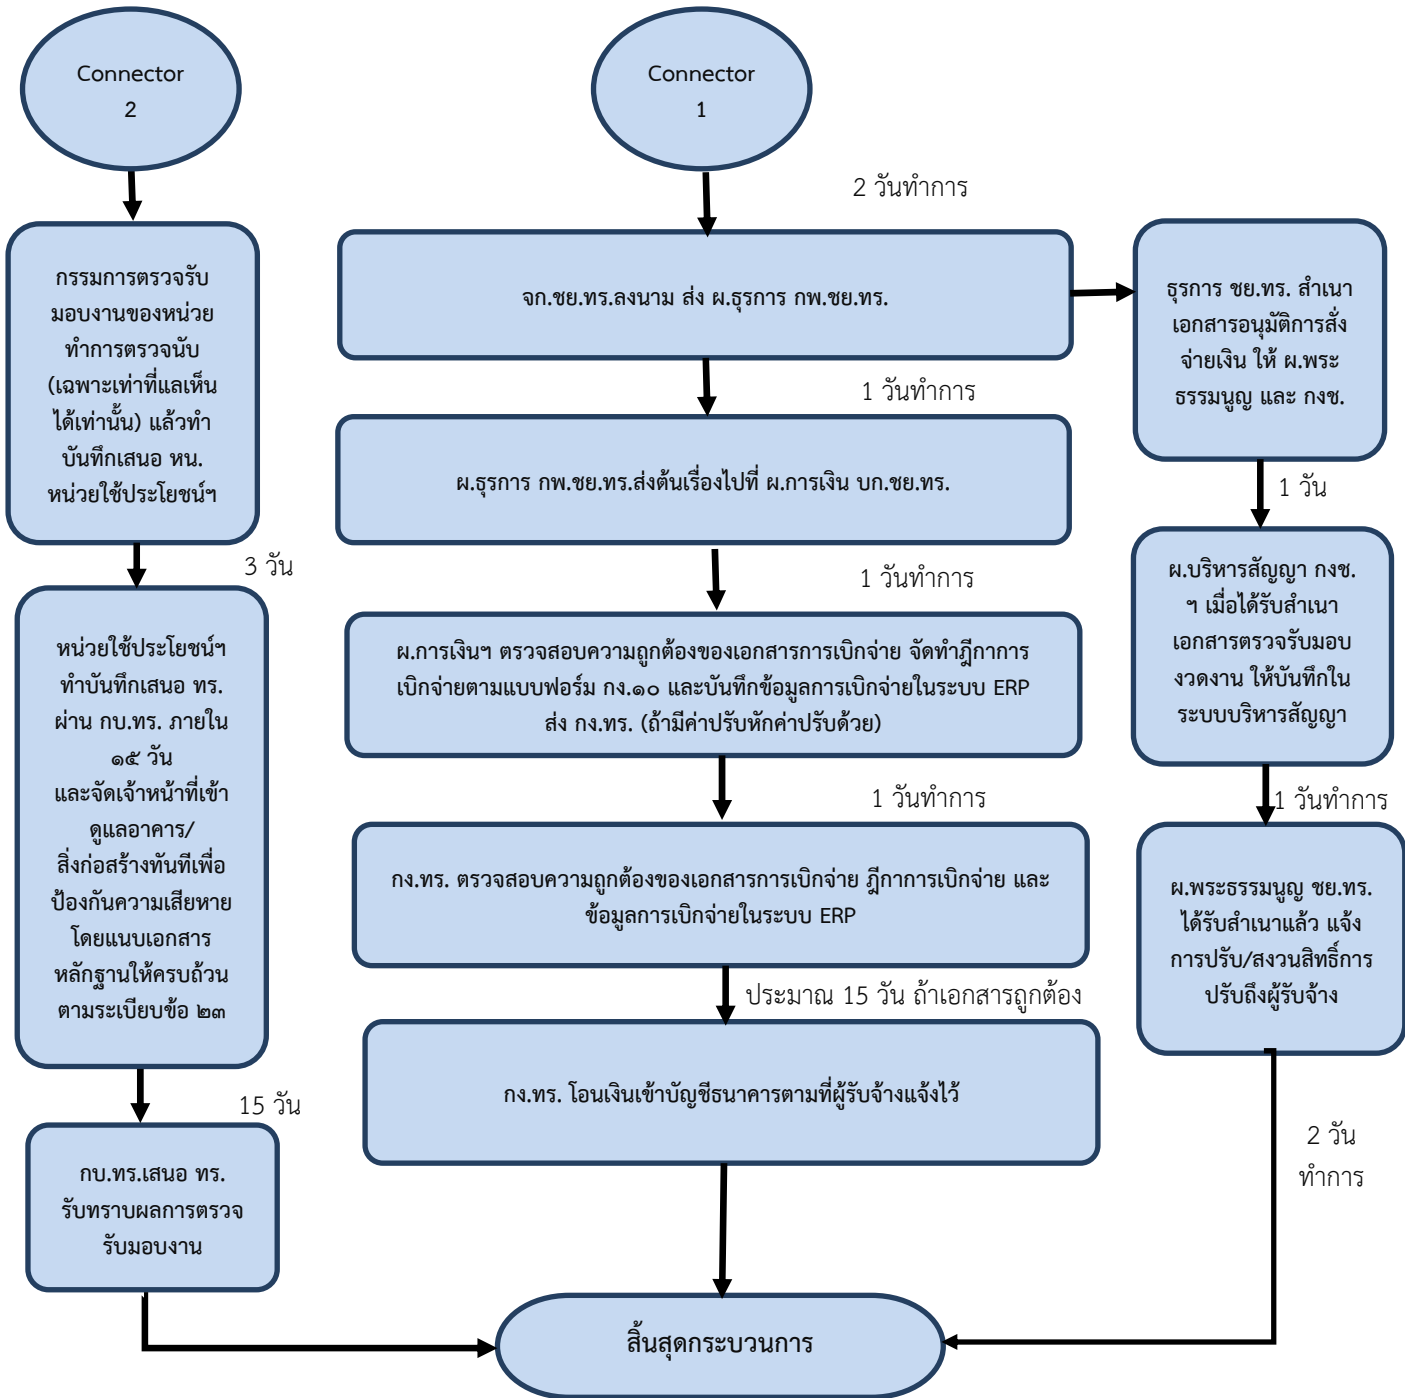 Connector
2
กรรมการตรวจรับ
มอบงานของหน่วย
ทำการตรวจนับ
(เฉพาะเท่าที่แลเห็น
ได้เท่านั้น) แล้วทำ
บันทึกเสนอ หน.
หน่วยใช้ประโยชน์ฯ
3 วัน
หน่วยใช้ประโยชน์ฯ
ทำบันทึกเสนอ ทร.
ผ่าน กบ.ทร. ภายใน
๑๕ วัน
และจัดเจ้าหน้าที่เข้า
ดูแลอาคาร/
สิ่งก่อสร้างทันทีเพื่อ
ป้องกันความเสียหาย
โดยแนบเอกสาร
หลักฐานให้ครบถ้วน
ตามระเบียบข้อ ๒๓
15 วัน
กบ.ทร.เสนอ ทร.
รับทราบผลการตรวจ
รับมอบงาน
Connector
1
2 วันทำการ
จก.ชย.ทร.ลงนาม ส่ง ผ.ธุรการ กพ.ชย.ทร.
1 วันทำการ
ผ.ธุรการ กพ.ชย.ทร.ส่งต้นเรื่องไปที่ ผ.การเงิน บก.ชย.ทร.
1 วันทำการ
ผ.การเงินฯ ตรวจสอบความถูกต้องของเอกสารการเบิกจ่าย จัดทำฎีกาการ
เบิกจ่ายตามแบบฟอร์ม กง.๑๐ และบันทึกข้อมูลการเบิกจ่ายในระบบ ERP
ส่ง กง.ทร. (ถ้ามีค่าปรับหักค่าปรับด้วย)
1 วันทำการ
กง.ทร. ตรวจสอบความถูกต้องของเอกสารการเบิกจ่าย ฎีกาการเบิกจ่าย และ
ข้อมูลการเบิกจ่ายในระบบ ERP
ประมาณ 15 วัน ถ้าเอกสารถูกต้อง
กง.ทร. โอนเงินเข้าบัญชีธนาคารตามที่ผู้รับจ้างแจ้งไว้
ธุรการ ชย.ทร. สำเนา
เอกสารอนุมัติการสั่ง
จ่ายเงิน ให้ ผ.พระ
ธรรมนูญ และ กงช.
1 วัน
ผ.บริหารสัญญา กงช.
ฯ เมื่อได้รับสำเนา
เอกสารตรวจรับมอบ
งวดงาน ให้บันทึกใน
ระบบบริหารสัญญา
1 วันทำการ
ผ.พระธรรมนูญ ชย.ทร.
ได้รับสำเนาแล้ว แจ้ง
การปรับ/สงวนสิทธิ์การ
ปรับถึงผู้รับจ้าง
2 วัน
ทำการ
สิ้นสุดกระบวนการ